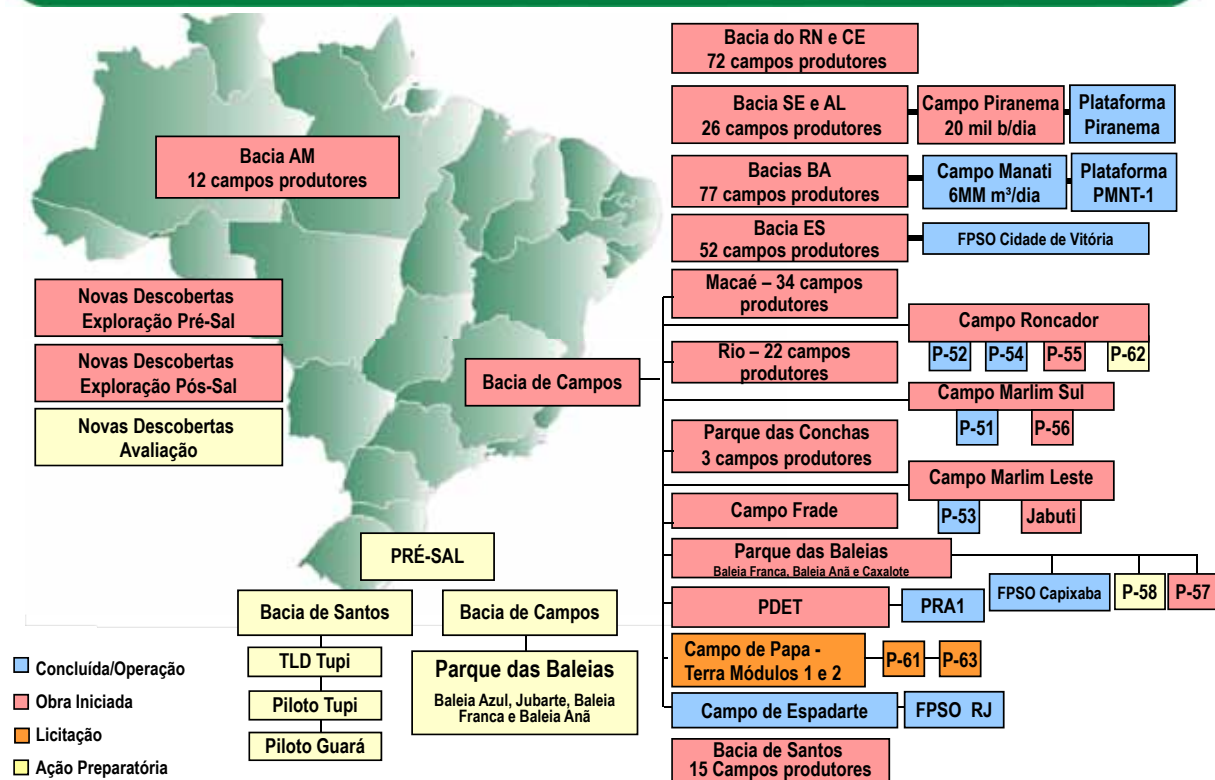 Bacia do RN e CE
72 campos produtores
Bacia SE e AL
26 campos produtores
Campo Piranema
20 mil b/dia
Plataforma
Piranema
Bacia AM
12 campos produtores
Bacias BA
77 campos produtores
Campo Manati
6MM m³/dia
Plataforma
PMNT-1
Bacia ES
52 campos produtores
FPSO Cidade de Vitória
Novas Descobertas
Exploração Pré-Sal
Novas Descobertas
Exploração Pós-Sal
Novas Descobertas
Avaliação
Bacia de Campos
Macaé – 34 campos
produtores
Campo Roncador
P-52
P-54
P-55
P-62
Rio – 22 campos
produtores
Campo Marlim Sul
P-51
P-56
Parque das Conchas
3 campos produtores
Campo Marlim Leste
P-53
Jabuti
Campo Frade
Parque das Baleias
Baleia Franca, Baleia Anã e Caxalote
FPSO Capixaba
P-58
P-57
PDET
PRA1
Campo de Papa -
Terra Módulos 1 e 2
P-61
P-63
Campo de Espadarte
FPSO RJ
Bacia de Santos
15 Campos produtores
PRÉ-SAL
Bacia de Santos
TLD Tupi
Piloto Tupi
Piloto Guará
Bacia de Campos
Parque das Baleias
Baleia Azul, Jubarte, Baleia
Franca e Baleia Anã
Concluída/Operação
Obra Iniciada
Licitação
Ação Preparatória